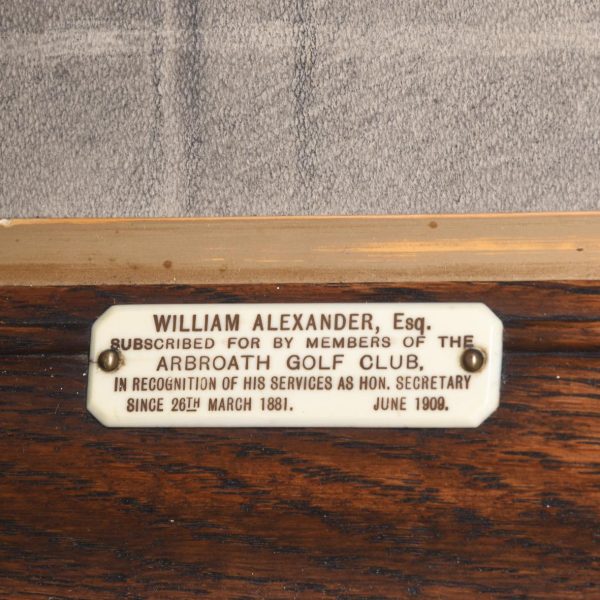 WILLIAM ALEXANDER, Esq.
SUBSCRIBED FOR BY MEMBERS OF THE
ARBROATH GOLF CLUB,
IN RECOGNITION OF HIS SERVICES AS HON. SECRETARY
SINCE 26TH MARCH 1881. JUNE 1909.